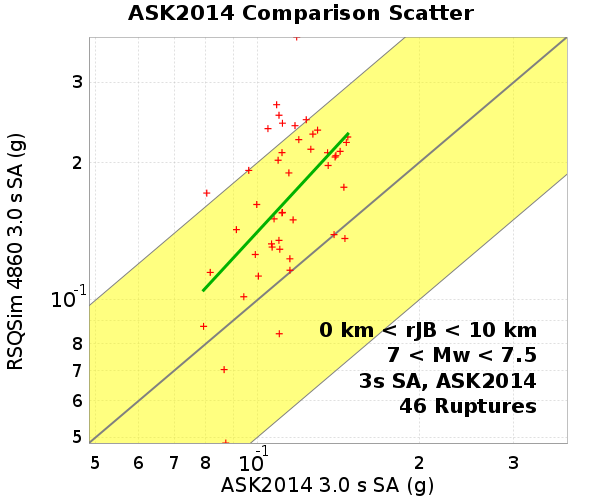 ASK2014 Comparison Scatter
RSQSim 4860 3.0 s SA (g)
3
2
10-1
8
7
6
5
0 km < rJB < 10 km
7 < Mw < 7.5
3s SA, ASK2014
46 Ruptures
5 6 7 8 10-1 2 3
ASK2014 3.0 s SA (g)